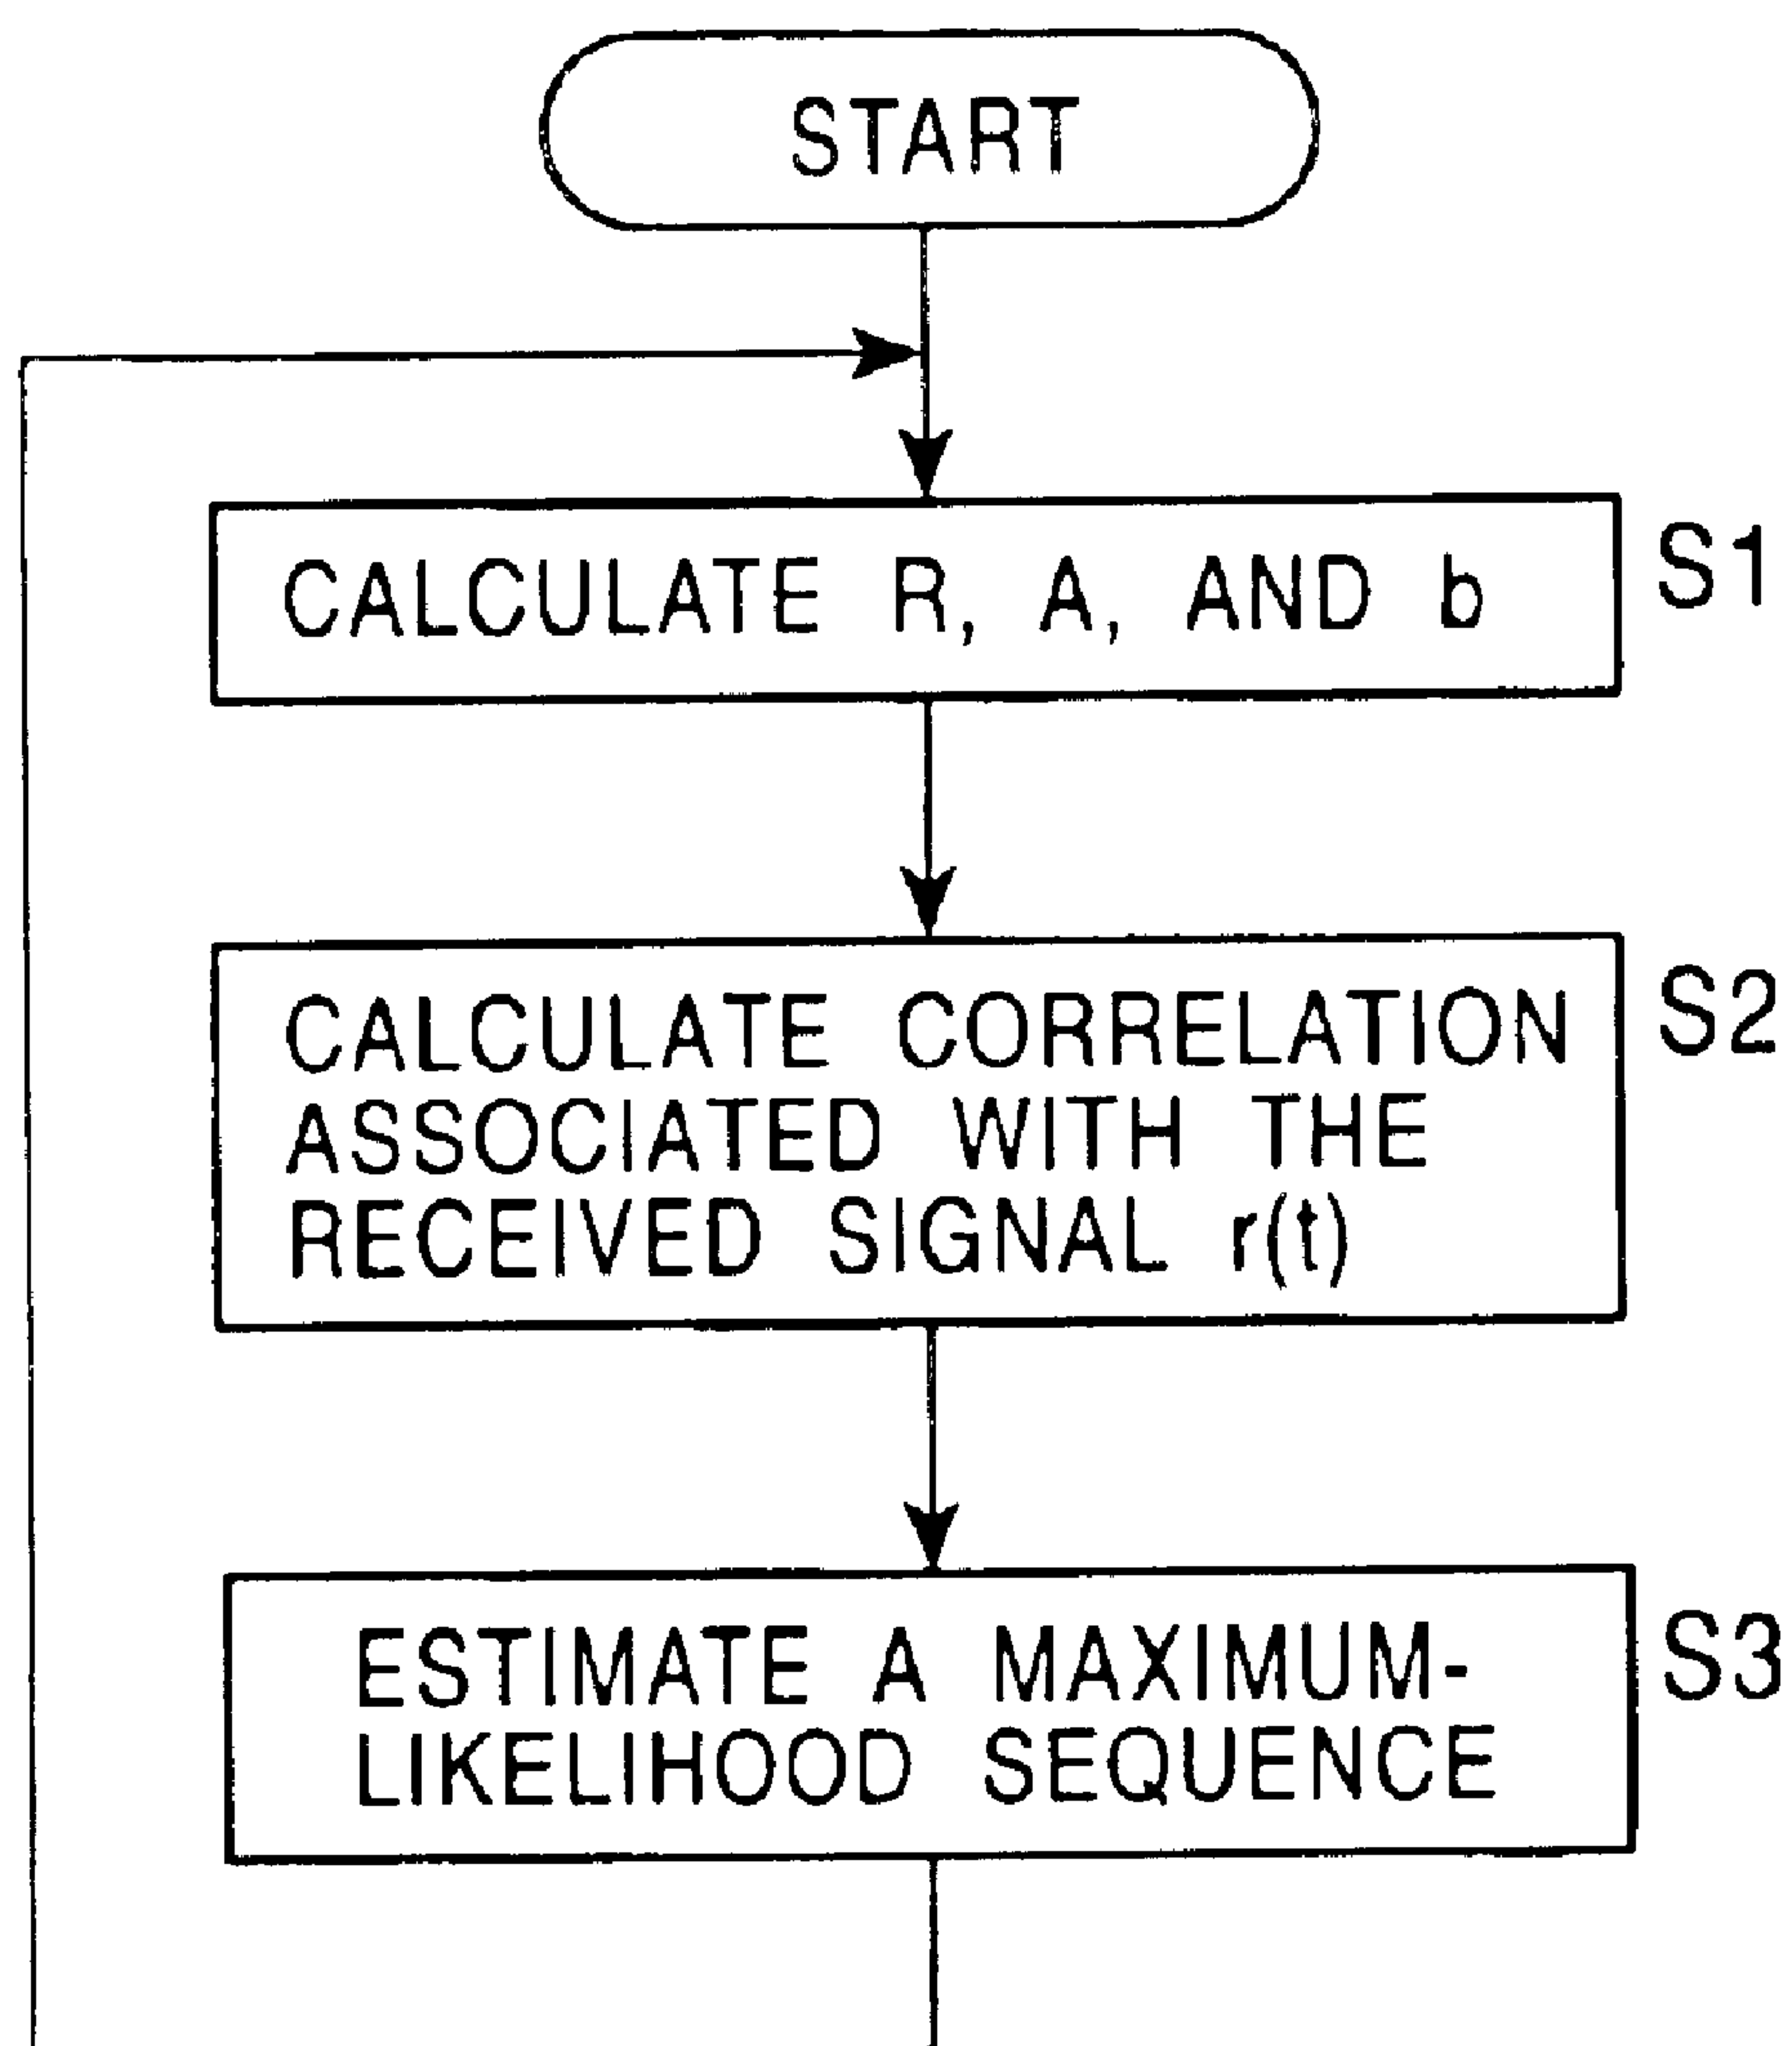 START
CALCULATE R, A, AND b
S1
CALCULATE CORRELATION
ASSOCIATED WITH THE
RECEIVED SIGNAL r(t)
S2
ESTIMATE A MAXIMUM-
LIKELIHOOD SEQUENCE
S3